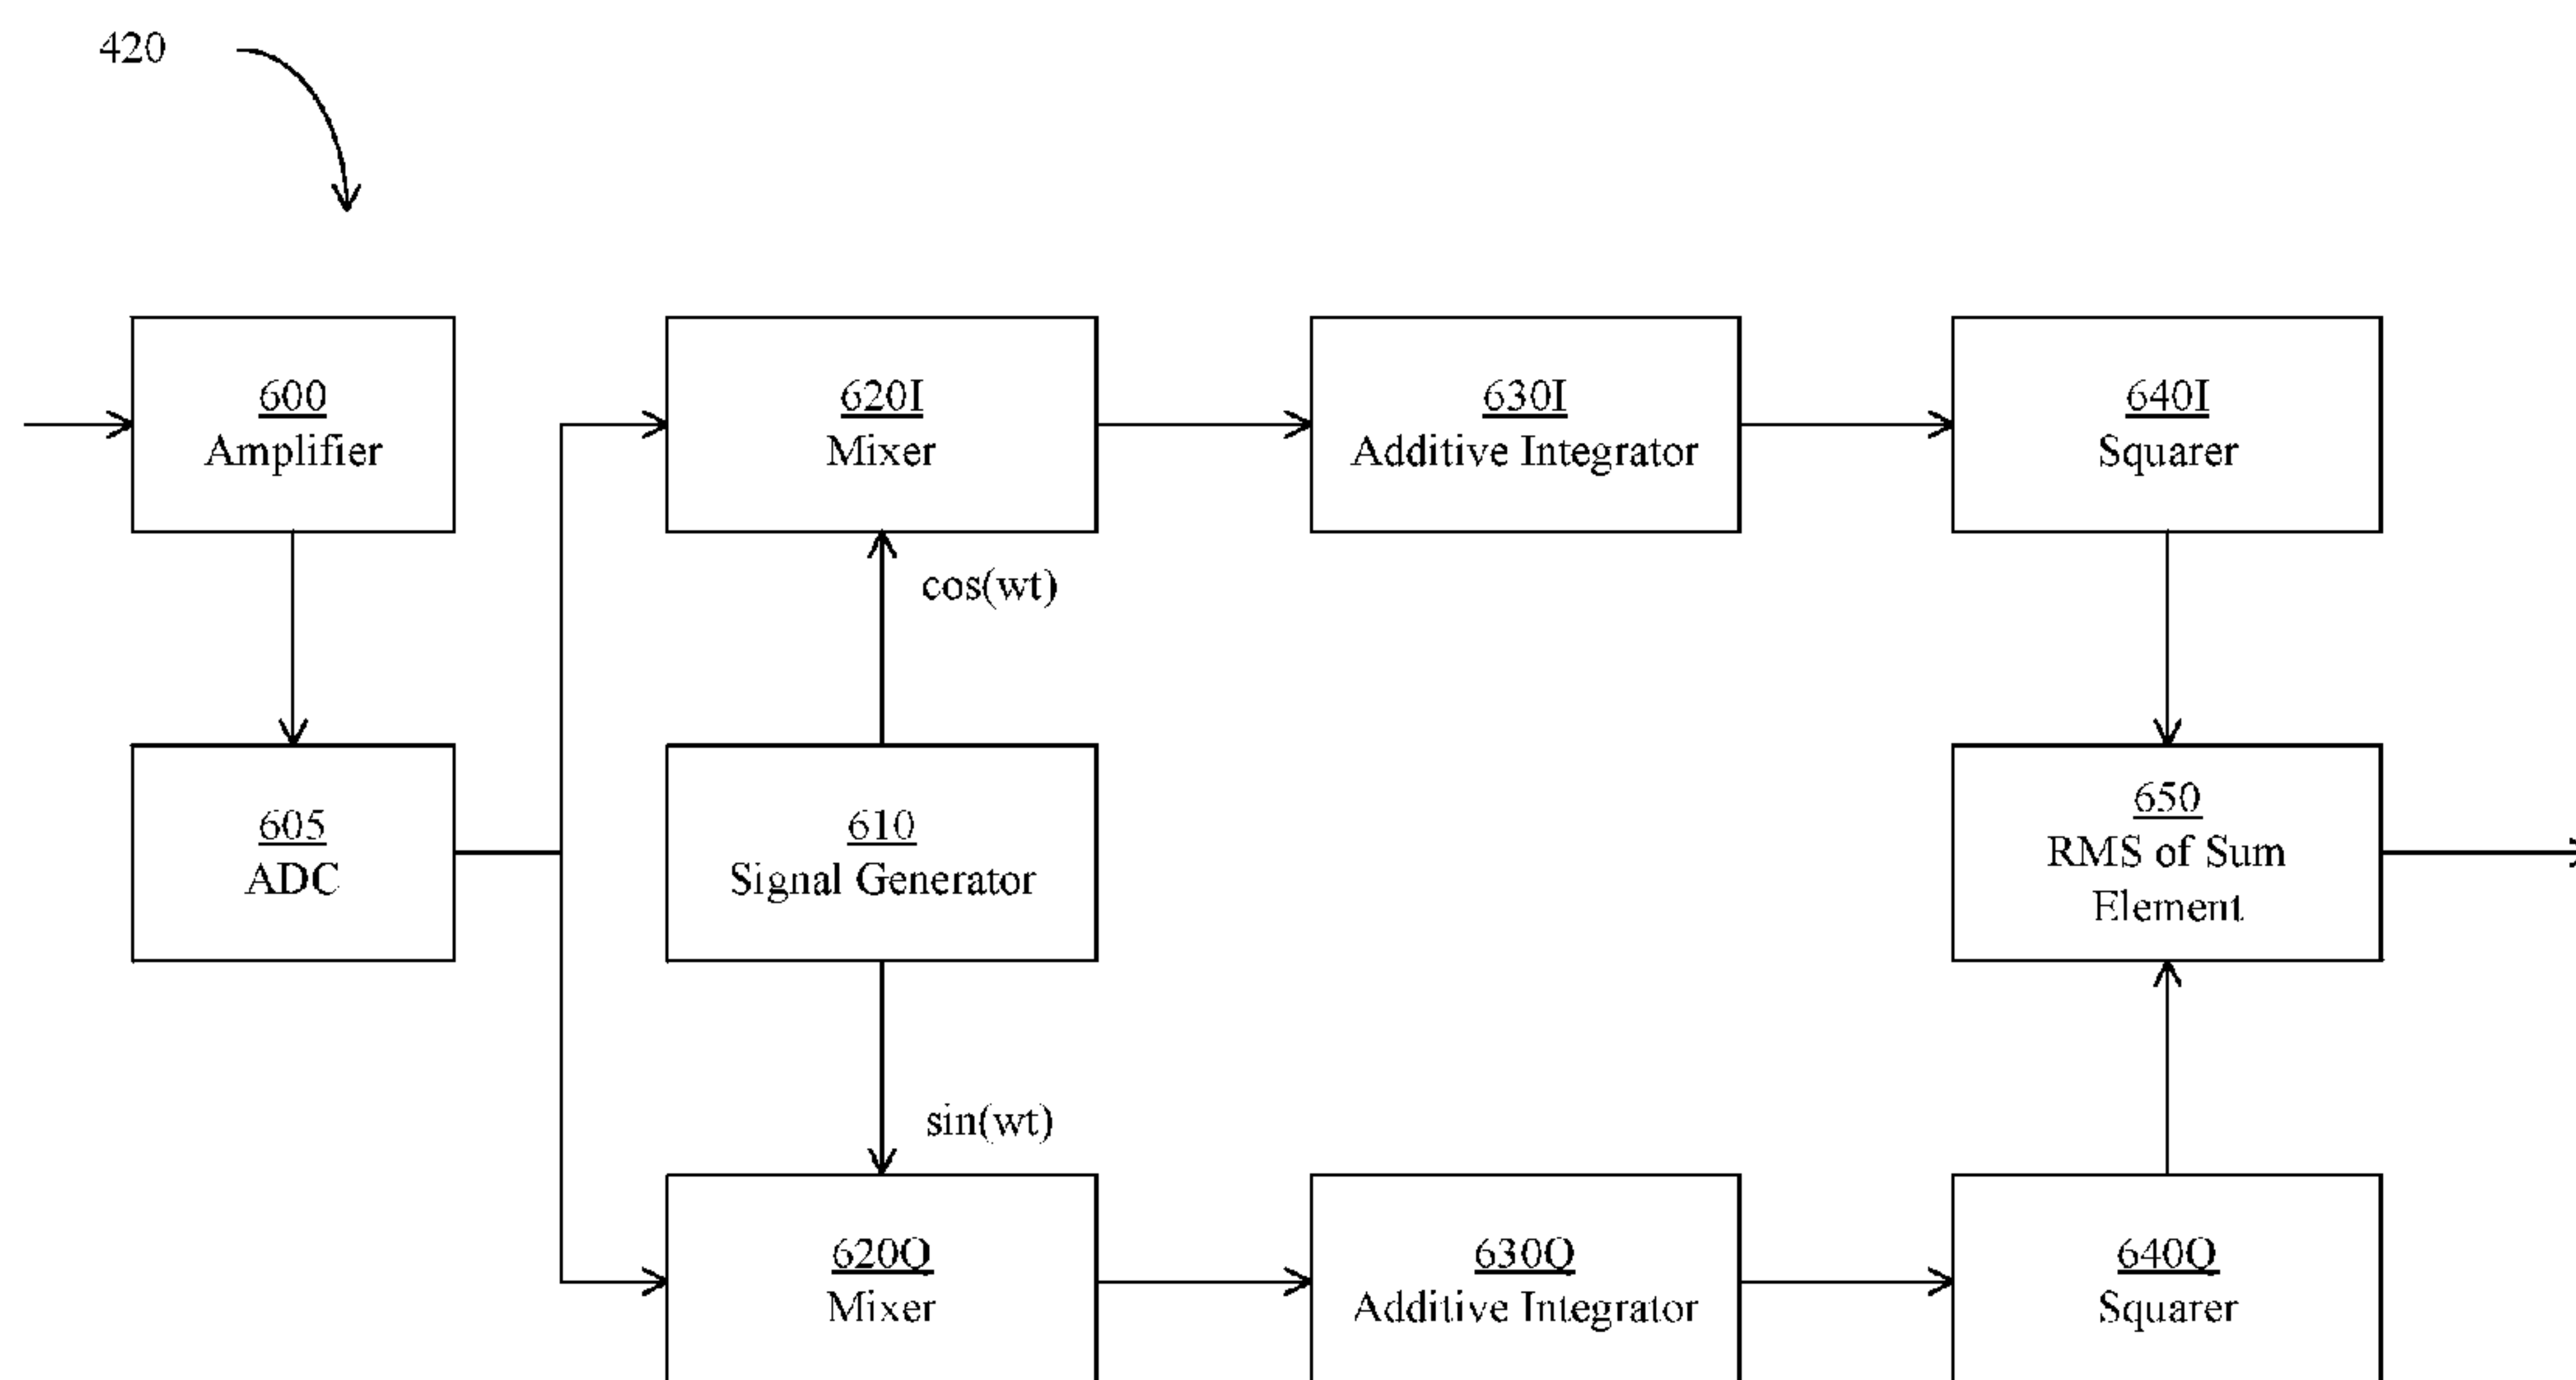 420
600
Amplifier
620I
Mixer
630I
Additive Integrator
640I
Squarer
cos(wt)
605
ADC
610
Signal Generator
650
RMS of Sum
Element
sin(wt)
620Q
Mixer
630Q
Additive Integrator
640Q
Squarer